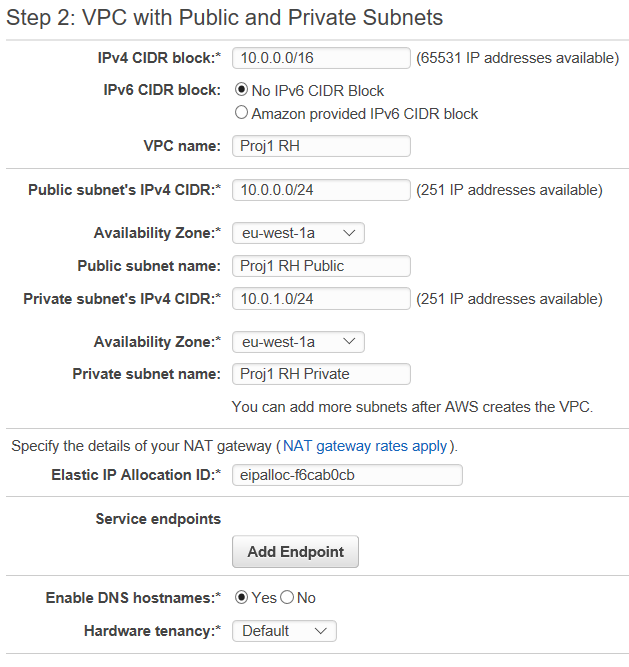 Step 2: VPC with Public and Private Subnets
IPv4 CIDR block:* 10.0.0.0/16 (65531 IP addresses available)
IPv6 CIDR block: No IPv6 CIDR Block
Amazon provided IPv6 CIDR block
VPC name: Proj1 RH
Public subnet's IPv4 CIDR:* 10.0.0.0/24 (251 IP addresses available)
Availability Zone:* eu-west-1a
Public subnet name: Proj1 RH Public
Private subnet's IPv4 CIDR:* 10.0.1.0/24 (251 IP addresses available)
Availability Zone:* eu-west-1a
Private subnet name: Proj1 RH Private
You can add more subnets after AWS creates the VPC.
Specify the details of your NAT gateway (NAT gateway rates apply).
Elastic IP Allocation ID:* eipalloc-f6cab0cb
Service endpoints
Add Endpoint
Enable DNS hostnames:* Yes No
Hardware tenancy:* Default